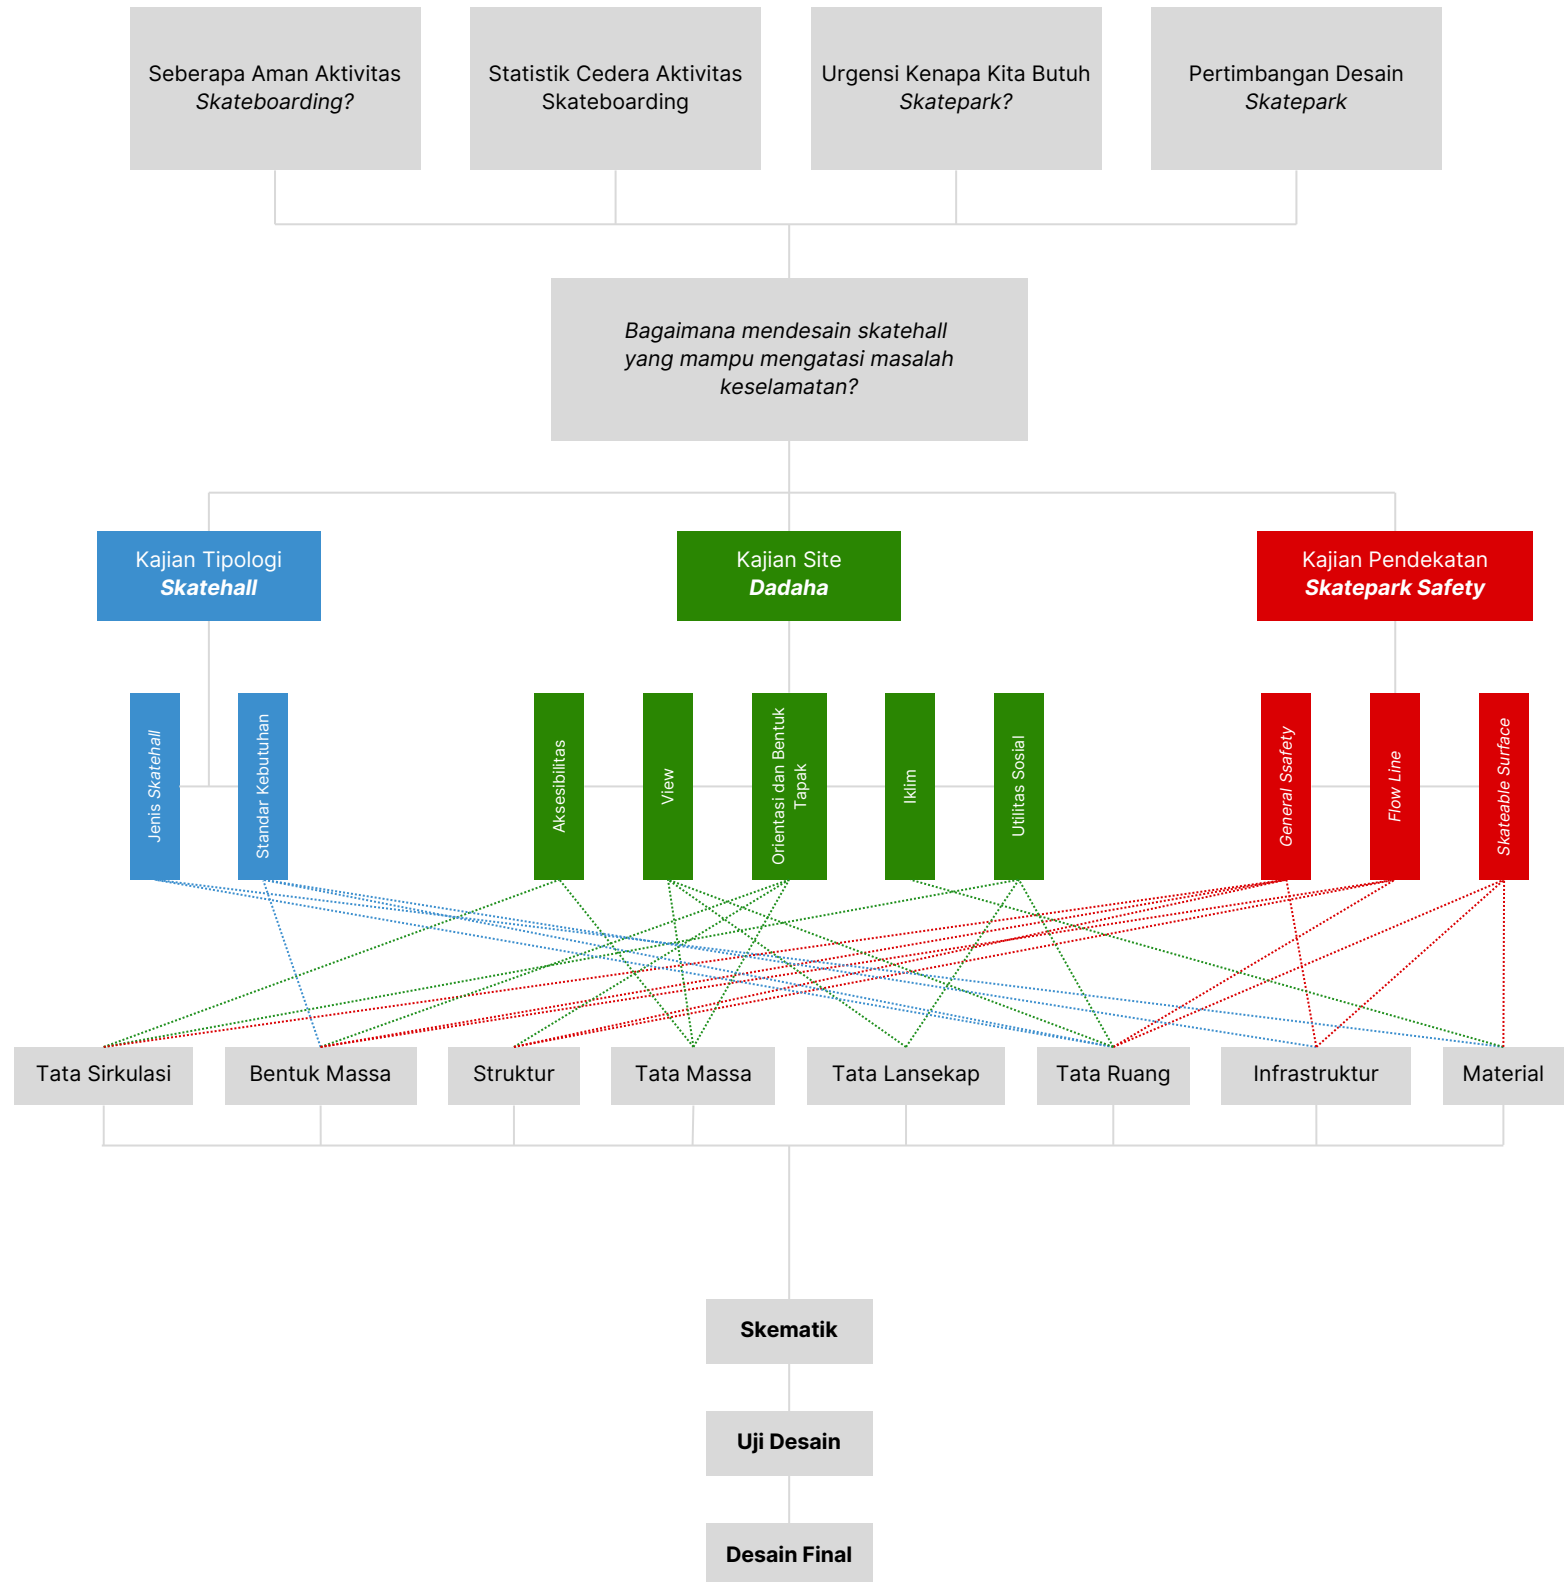 Seberapa Aman Aktivitas
Skateboarding?
Statistik Cedera Aktivitas
Skateboarding
Urgensi Kenapa Kita Butuh
Skatepark?
Pertimbangan Desain
Skatepark
Bagaimana mendesain skatehall
yang mampu mengatasi masalah
keselamatan?
Kajian Tipologi
Skatehall
Kajian Site
Dadaha
Kajian Pendekatan
Skatepark Safety
Jenis Skatehall
Standar Kebutuhan
Aksesibilitas
View
Orientasi dan Bentuk
Tapak
Iklim
Utilitas Sosial
General Ssafety
Flow Line
Skateable Surface
Tata Sirkulasi
Bentuk Massa
Struktur
Tata Massa
Tata Lansekap
Tata Ruang
Infrastruktur
Material
Skematik
Uji Desain
Desain Final